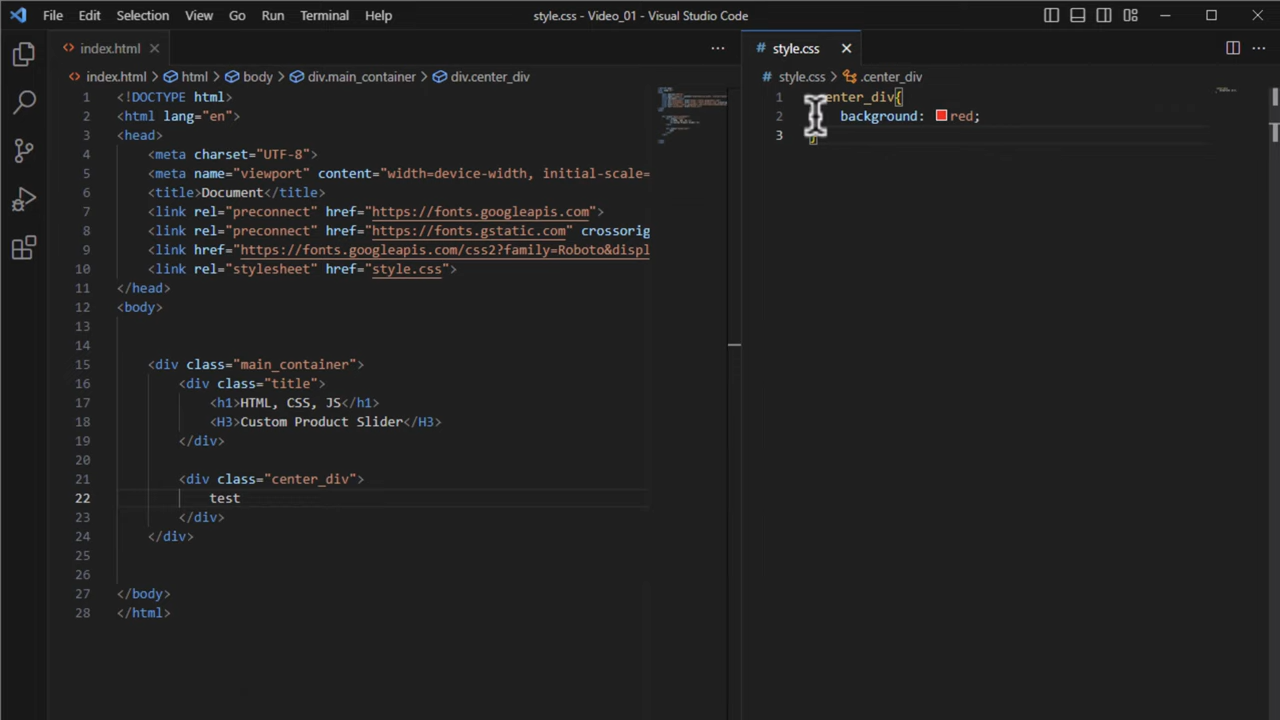 File Edit Selection View Go Run Terminal Help
style.css - Video_01 - Visual Studio Code
index.html
index.html > html > body > div.main_container > div.center_div
1 <!DOCTYPE html>
2 <html lang="en">
3 <head>
4 <meta charset="UTF-8">
5 <meta name="viewport" content="width=device-width, initial-scale=
6 <title>Document</title>
7 <link rel="preconnect" href="https://fonts.googleapis.com">
8 <link rel="preconnect" href="https://fonts.gstatic.com" crossorig
9 <link href="https://fonts.googleapis.com/css2?family=Roboto&displ
10 <link rel="stylesheet" href="style.css">
11 </head>
12 <body>
13
14
15 <div class="main_container">
16 <div class="title">
17 <h1>HTML, CSS, JS</h1>
18 <H3>Custom Product Slider</H3>
19 </div>
20
21 <div class="center_div">
22 test
23 </div>
24 </div>
25
26
27 </body>
28 </html>
# style.css
# style.css > .center_div
1 enter_div{
2 background: red;
3 }